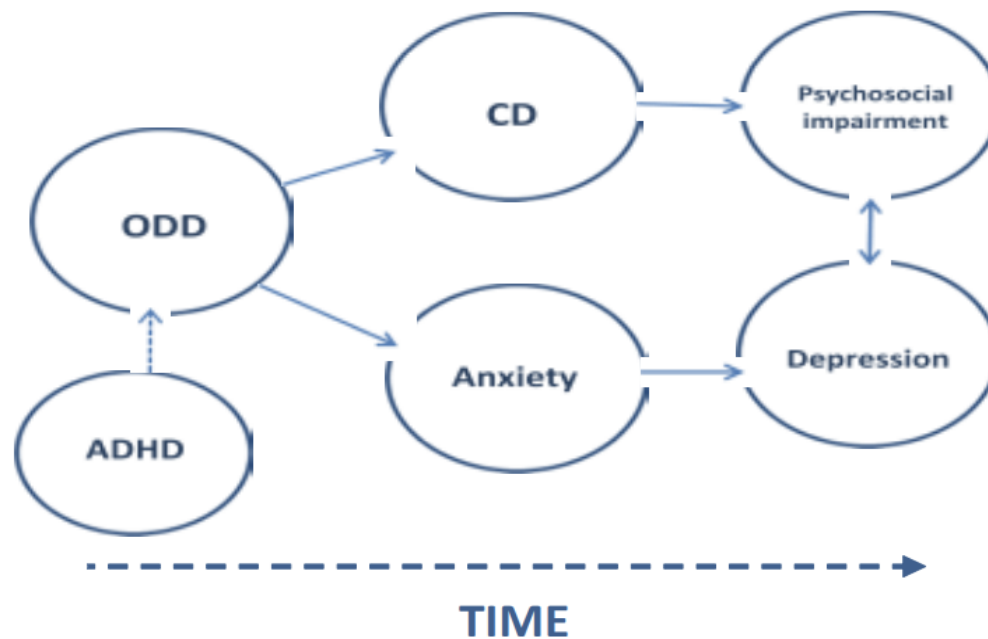 CD
Psychosocial
impairment
ODD
Anxiety
Depression
ADHD
TIME